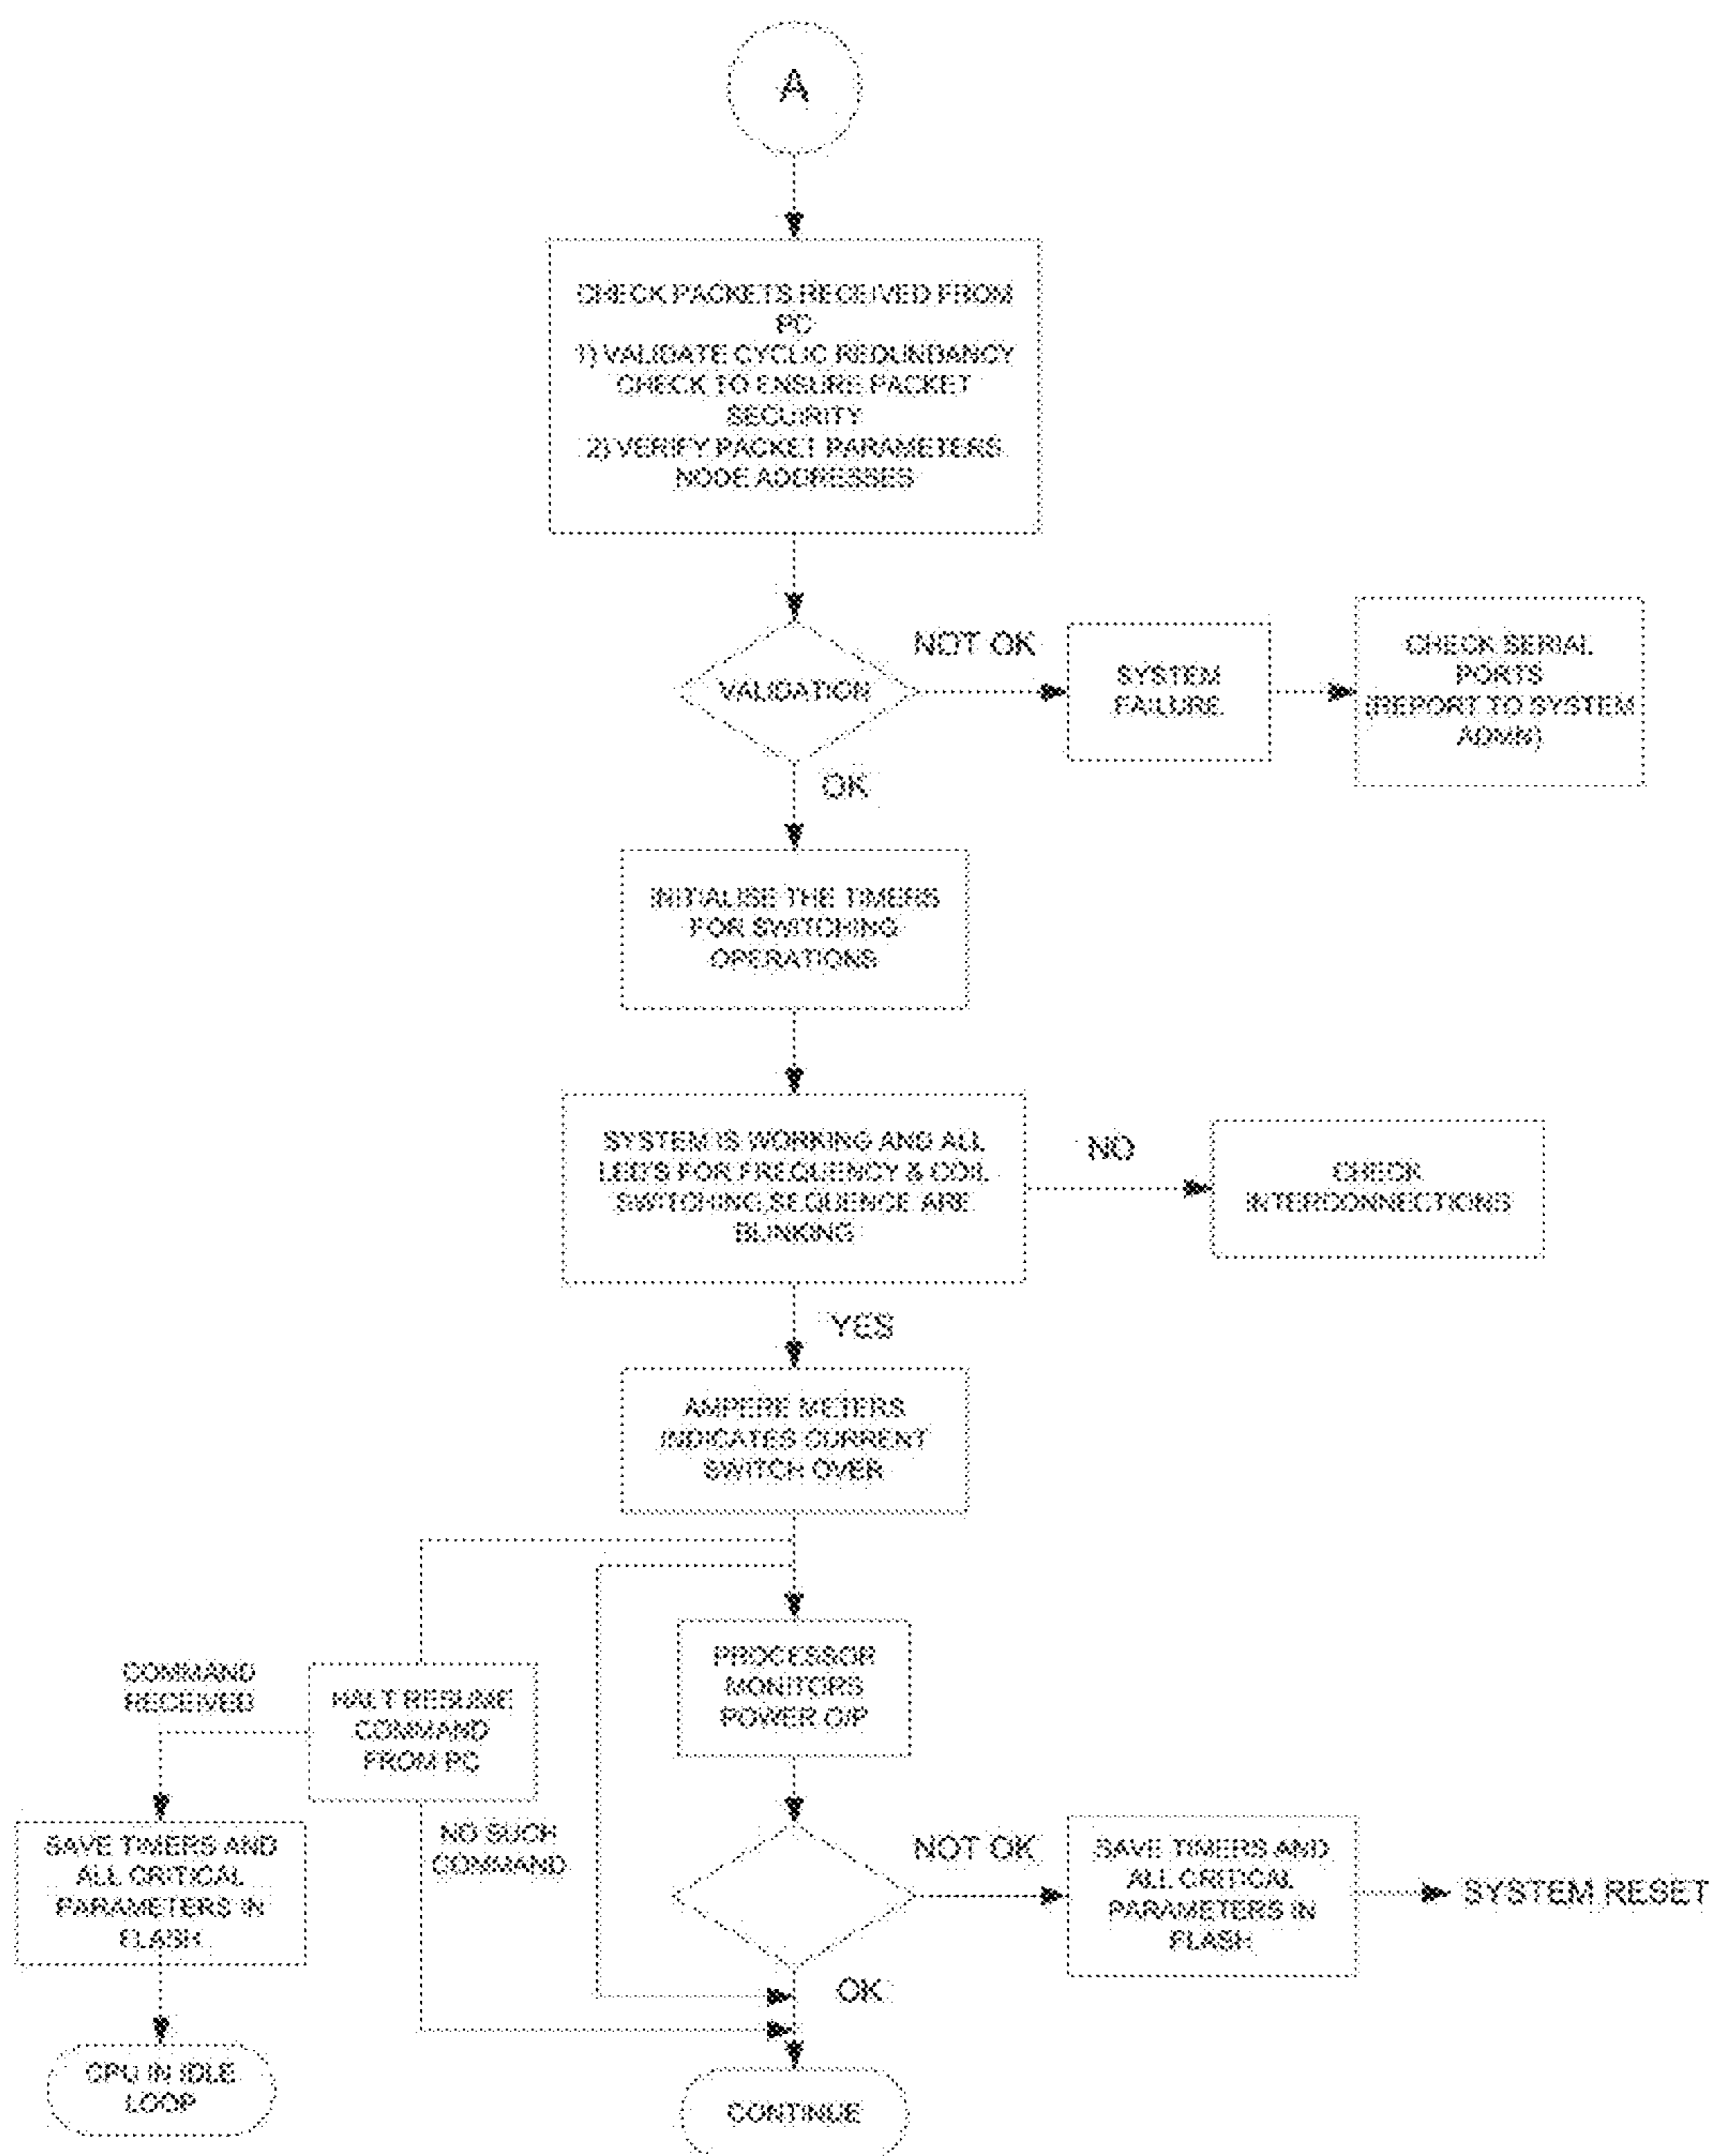 A
CHECK PACKETS RECEIVED FROM
PC
1) VALIDATE CYCLIC REDUNDANCY
CHECK TO ENSURE PACKET
SECURITY
2) VERIFY PACKET PARAMETERS
NODE ADDRESSES
VALIDATION
NOT OK
SYSTEM
FAILURE
CHECK SERIAL
PORTS
(REPORT TO SYSTEM
ADMIN)
OK
INITIALISE THE TIMERS
FOR SWITCHING
OPERATIONS
SYSTEM IS WORKING AND ALL
LED'S FOR FREQUENCY & COIL
SWITCHING SEQUENCE ARE
BLINKING
NO
CHECK
INTERCONNECTIONS
YES
AMPERE METERS
INDICATES CURRENT
SWITCH OVER
COMMAND
RECEIVED
HALT RESUME
COMMAND
FROM PC
PROCESSOR
MONITORS
POWER O/P
SAVE TIMERS AND
ALL CRITICAL
PARAMETERS IN
FLASH
NO SUCH
COMMAND
NOT OK
SAVE TIMERS AND
ALL CRITICAL
PARAMETERS IN
FLASH
SYSTEM RESET
OK
CPU IN IDLE
LOOP
CONTINUE